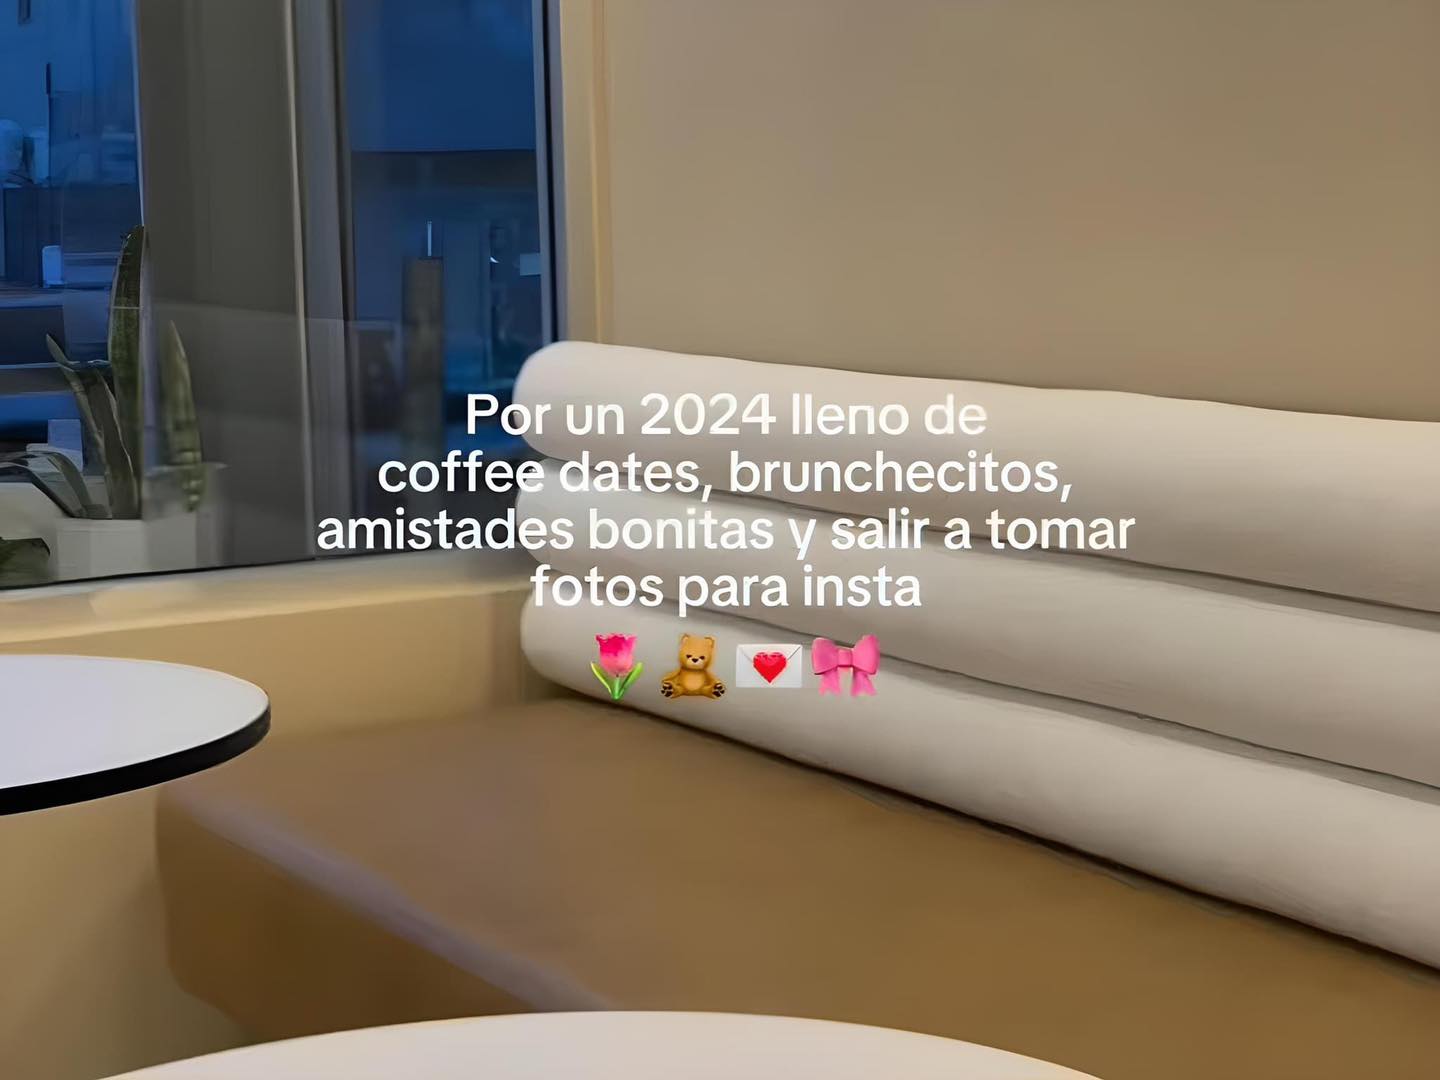 Por un 2024 lleno de
coffee dates, brunchecitos,
amistades bonitas y salir a tomar
fotos para insta
🌷🧸💌🎀